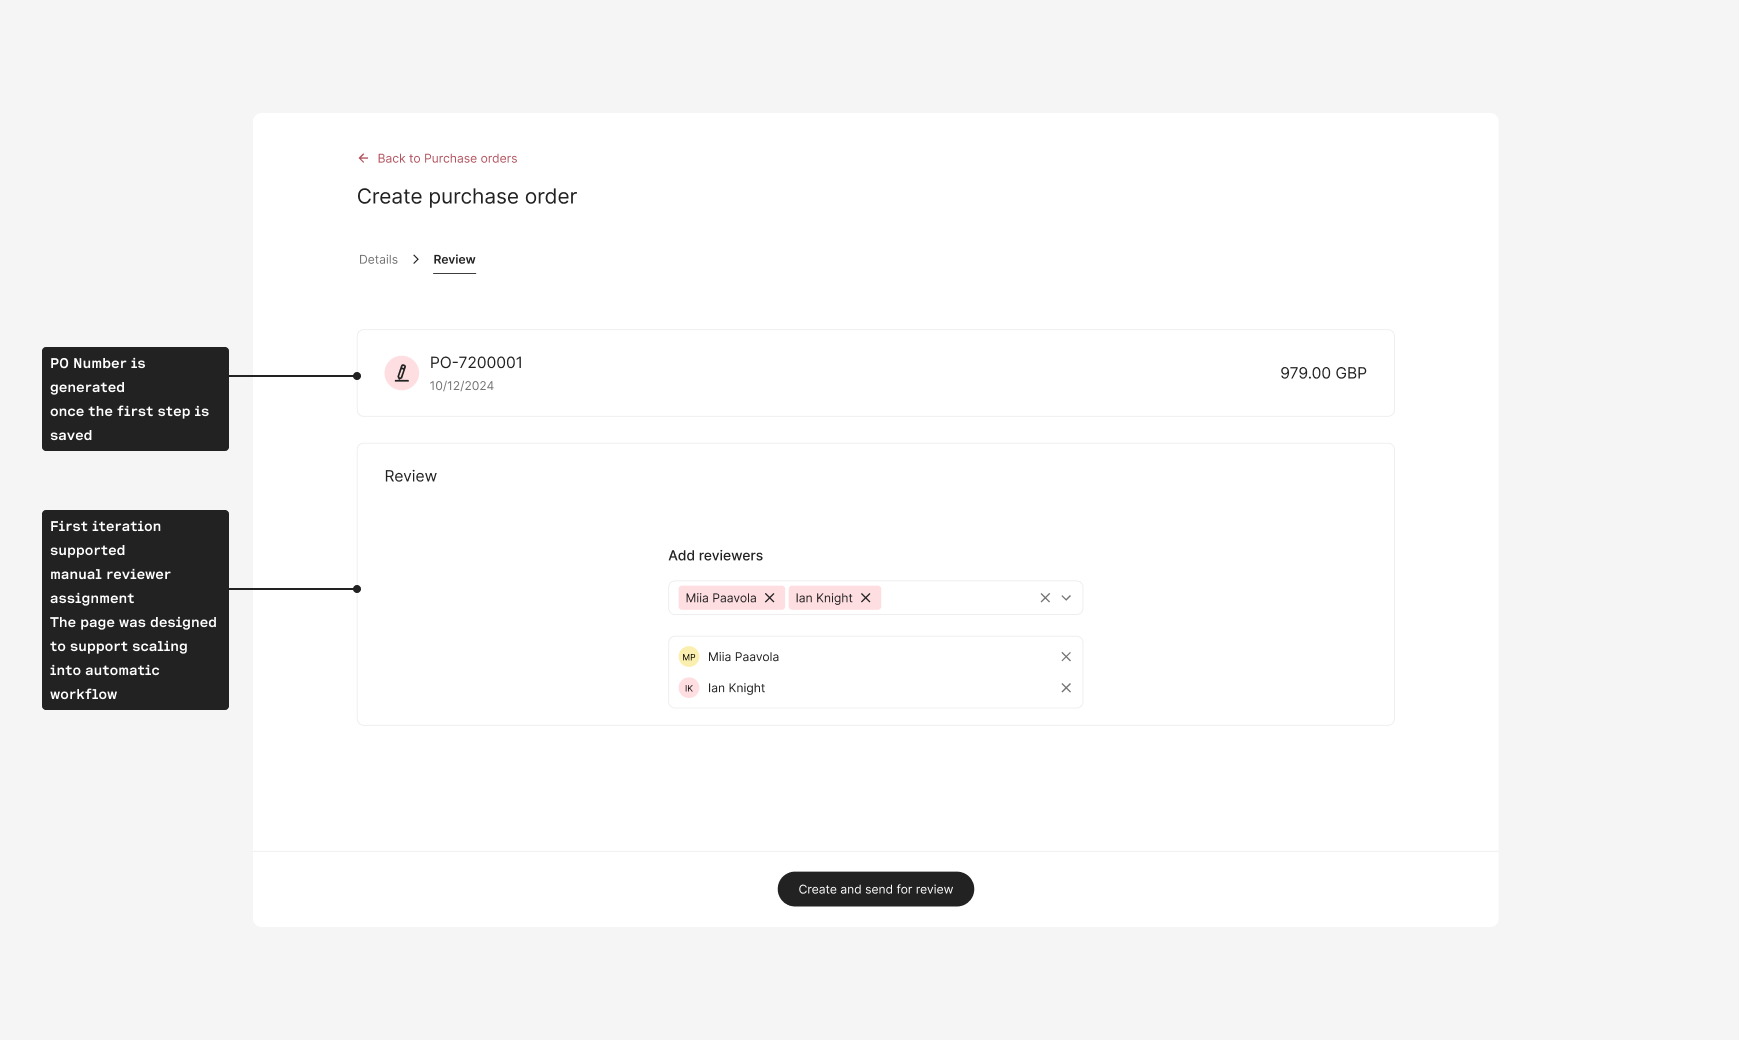 Back to Purchase orders
Create purchase order
Details
Review
PO Number is
generated
once the first step is
saved
PO-7200001
10/12/2024
979.00 GBP
First iteration
supported
manual reviewer
assignment
The page was designed
to support scaling
into automatic
workflow
Review
Add reviewers
Miia Paavola
Ian Knight
MP Miia Paavola
IK Ian Knight
Create and send for review